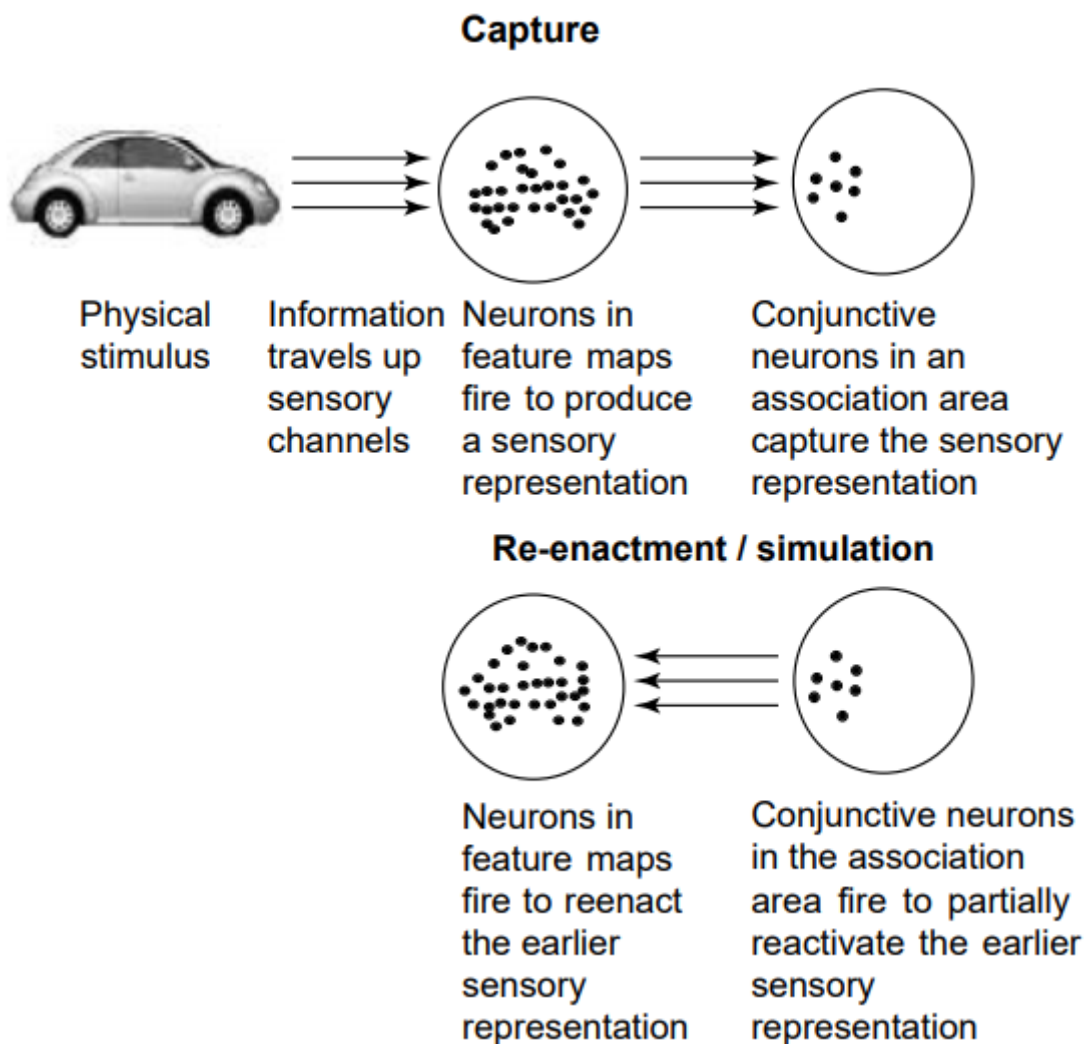 Capture
Physical
stimulus
Information
travels up
sensory
channels
Neurons in
feature maps
fire to produce
a sensory
representation
Conjunctive
neurons in an
association area
capture the sensory
representation
Re-enactment / simulation
Neurons in
feature maps
fire to reenact
the earlier
sensory
representation
Conjunctive neurons
in the association
area fire to partially
reactivate the earlier
sensory
representation